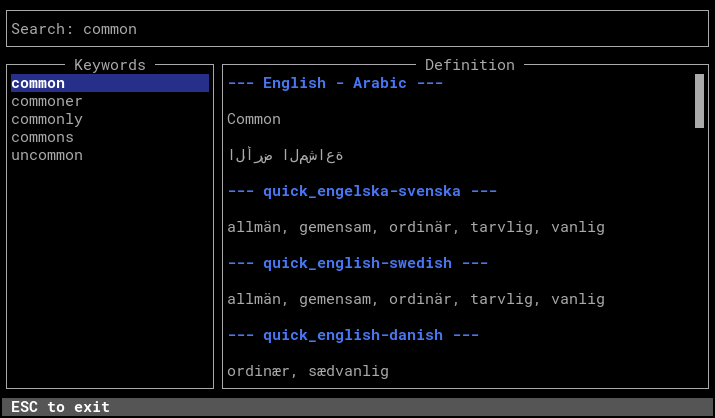 Search: common
Keywords
common
commoner
commonly
commons
uncommon
Definition
--- English - Arabic ---
Common
الأرض المشاعة
--- quick_engelska-svenska ---
allmän, gemensam, ordinär, tarvlig, vanlig
--- quick_english-swedish ---
allmän, gemensam, ordinär, tarvlig, vanlig
--- quick_english-danish ---
ordinær, sædvanlig
ESC to exit